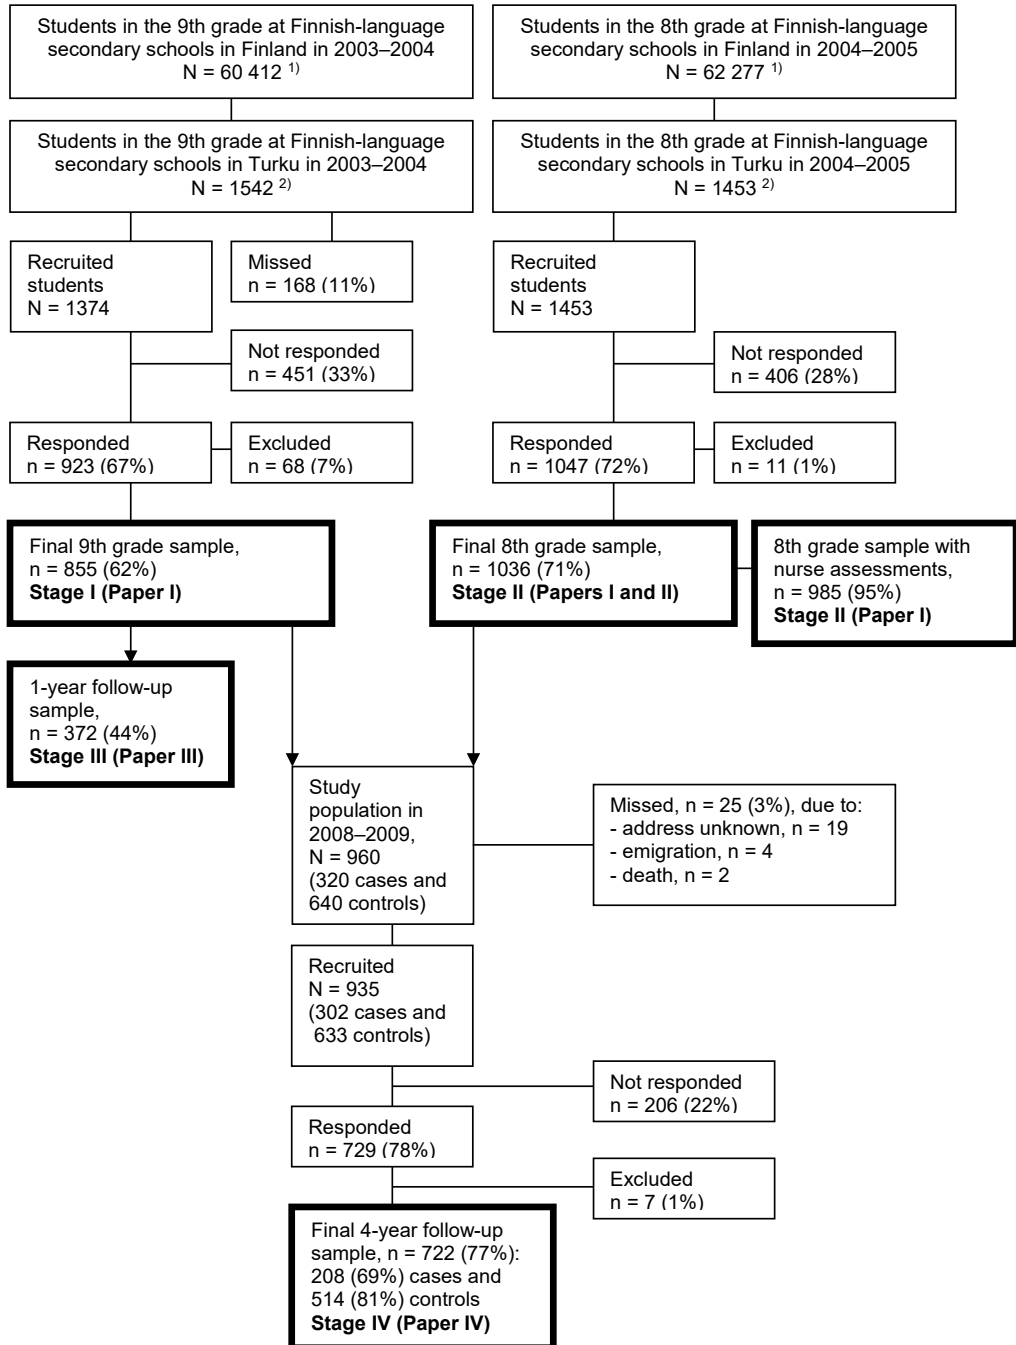 Students in the 9th grade at Finnish-language
secondary schools in Finland in 2003–2004
N = 60 412 1)
Students in the 8th grade at Finnish-language
secondary schools in Finland in 2004–2005
N = 62 277 1)
Students in the 9th grade at Finnish-language
secondary schools in Turku in 2003–2004
N = 1542 2)
Students in the 8th grade at Finnish-language
secondary schools in Turku in 2004–2005
N = 1453 2)
Recruited
students
N = 1374
Missed
n = 168 (11%)
Recruited
students
N = 1453
Not responded
n = 451 (33%)
Not responded
n = 406 (28%)
Responded
n = 923 (67%)
Excluded
n = 68 (7%)
Responded
n = 1047 (72%)
Excluded
n = 11 (1%)
Final 9th grade sample,
n = 855 (62%)
Stage I (Paper I)
Final 8th grade sample,
n = 1036 (71%)
Stage II (Papers I and II)
8th grade sample with
nurse assessments,
n = 985 (95%)
Stage II (Paper I)
1-year follow-up
sample,
n = 372 (44%)
Stage III (Paper III)
Study
population in
2008–2009,
N = 960
(320 cases and
640 controls)
Missed, n = 25 (3%), due to:
- address unknown, n = 19
- emigration, n = 4
- death, n = 2
Recruited
N = 935
(302 cases and
633 controls)
Not responded
n = 206 (22%)
Responded
n = 729 (78%)
Excluded
n = 7 (1%)
Final 4-year follow-up
sample, n = 722 (77%):
208 (69%) cases and
514 (81%) controls
Stage IV (Paper IV)